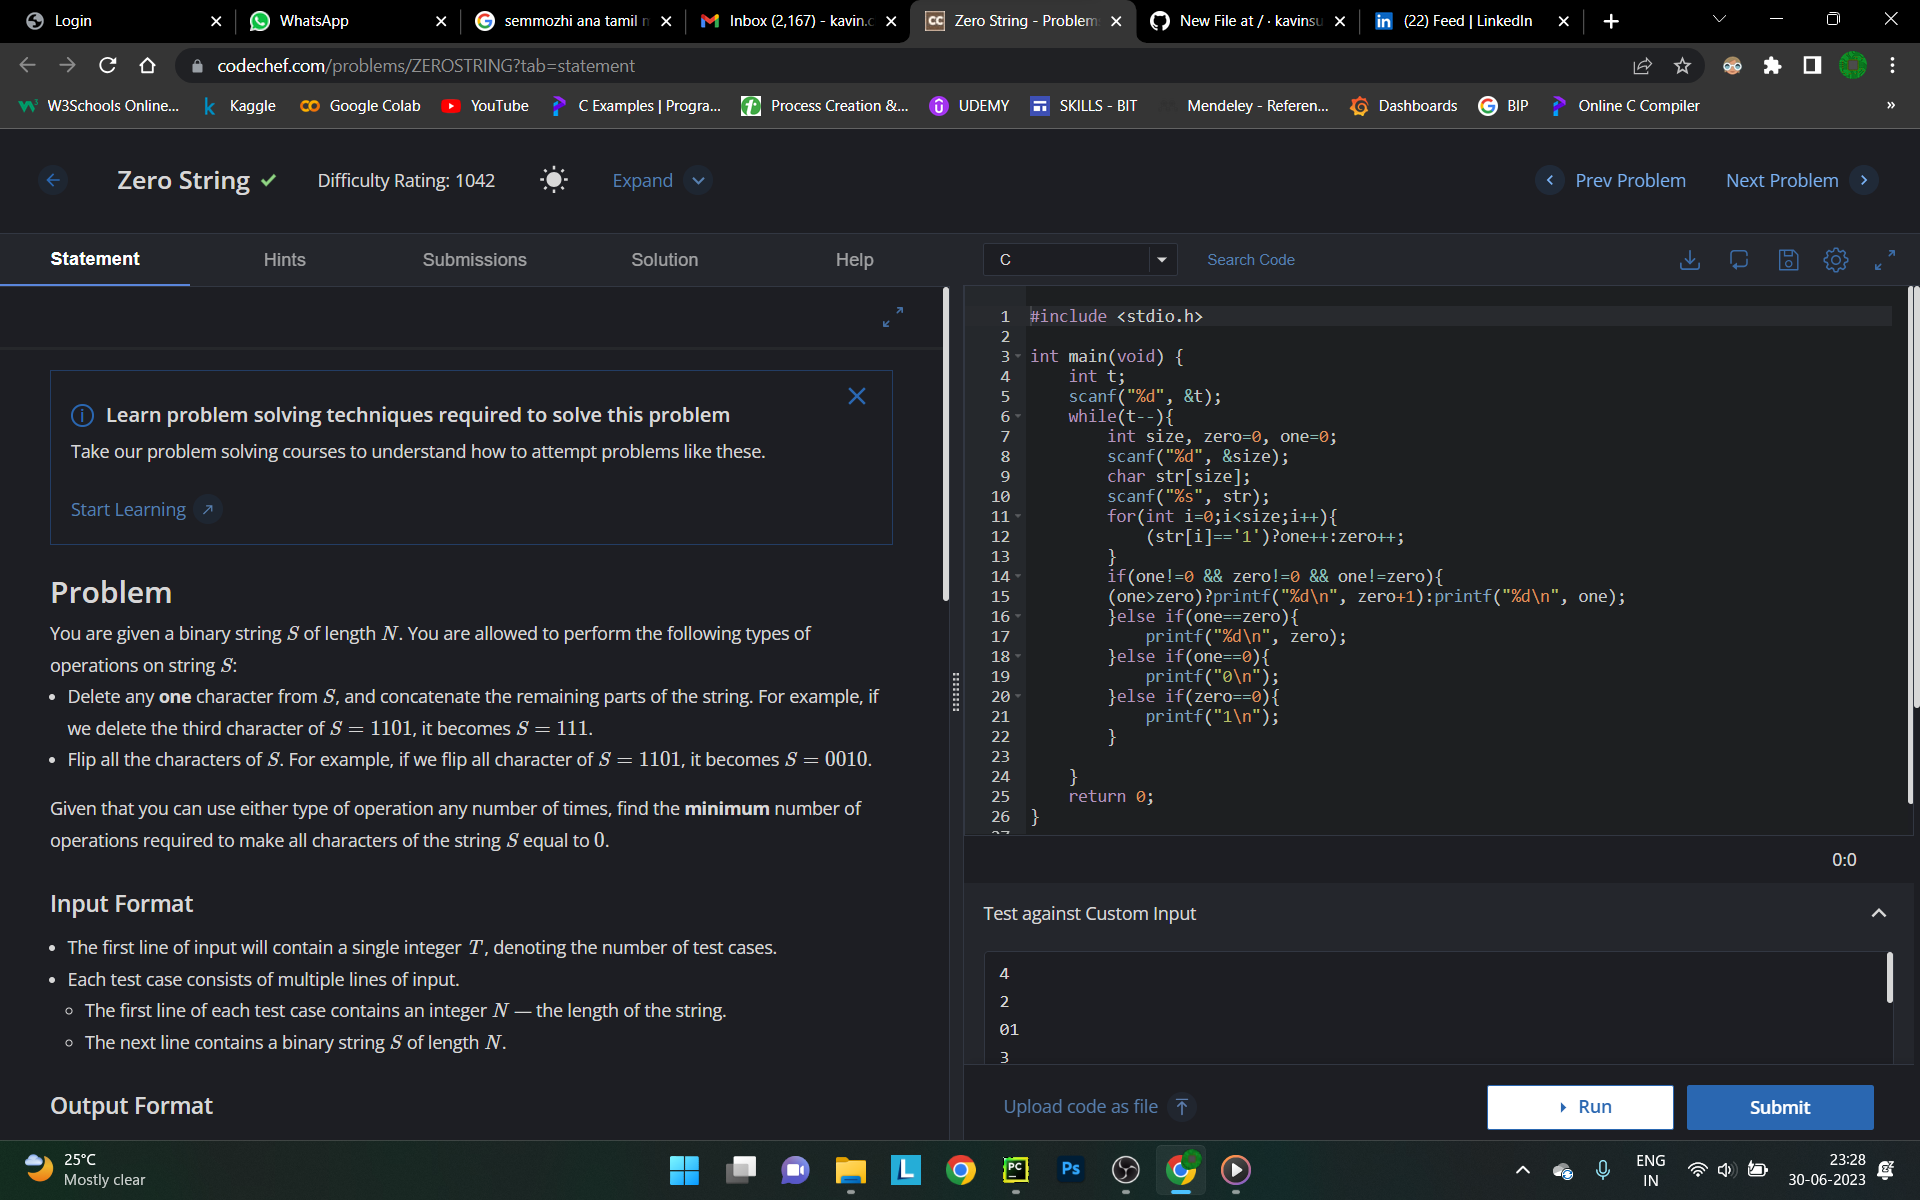 Login
WhatsApp
semmozhi ana tamil
Inbox (2,167) - kavin.c
Zero String - Problem
New File at / · kavinsu
(22) Feed | LinkedIn
codechef.com/problems/ZEROSTRING?tab=statement
W3Schools Online...
Kaggle
Google Colab
YouTube
C Examples | Progra...
Process Creation &...
UDEMY
SKILLS - BIT
Mendeley - Referen...
Dashboards
BIP
Online C Compiler
»
Zero String
Difficulty Rating: 1042
Expand
Prev Problem
Next Problem
Statement
Hints
Submissions
Solution
Help
Learn problem solving techniques required to solve this problem
Take our problem solving courses to understand how to attempt problems like these.
Start Learning
Problem
You are given a binary string S of length N. You are allowed to perform the following types of
operations on string S:
• Delete any one character from S, and concatenate the remaining parts of the string. For example, if
we delete the third character of S = 1101, it becomes S = 111.
• Flip all the characters of S. For example, if we flip all character of S = 1101, it becomes S = 0010.
Given that you can use either type of operation any number of times, find the minimum number of
operations required to make all characters of the string S equal to 0.
Input Format
• The first line of input will contain a single integer T, denoting the number of test cases.
• Each test case consists of multiple lines of input.
◦ The first line of each test case contains an integer N — the length of the string.
◦ The next line contains a binary string S of length N.
Output Format
C
Search Code
1 #include <stdio.h>
2
3 int main(void) {
4     int t;
5     scanf("%d", &t);
6     while(t--){
7         int size, zero=0, one=0;
8         scanf("%d", &size);
9         char str[size];
10         scanf("%s", str);
11         for(int i=0;i<size;i++){
12             (str[i]=='1')?one++:zero++;
13         }
14         if(one!=0 && zero!=0 && one!=zero){
15         (one>zero)?printf("%d\n", zero+1):printf("%d\n", one);
16         }else if(one==zero){
17             printf("%d\n", zero);
18         }else if(one==0){
19             printf("0\n");
20         }else if(zero==0){
21             printf("1\n");
22         }
23
24     }
25     return 0;
26 }
0:0
Test against Custom Input
4
2
01
3
Upload code as file
Run
Submit
25°C
Mostly clear
ENG
IN
23:28
30-06-2023